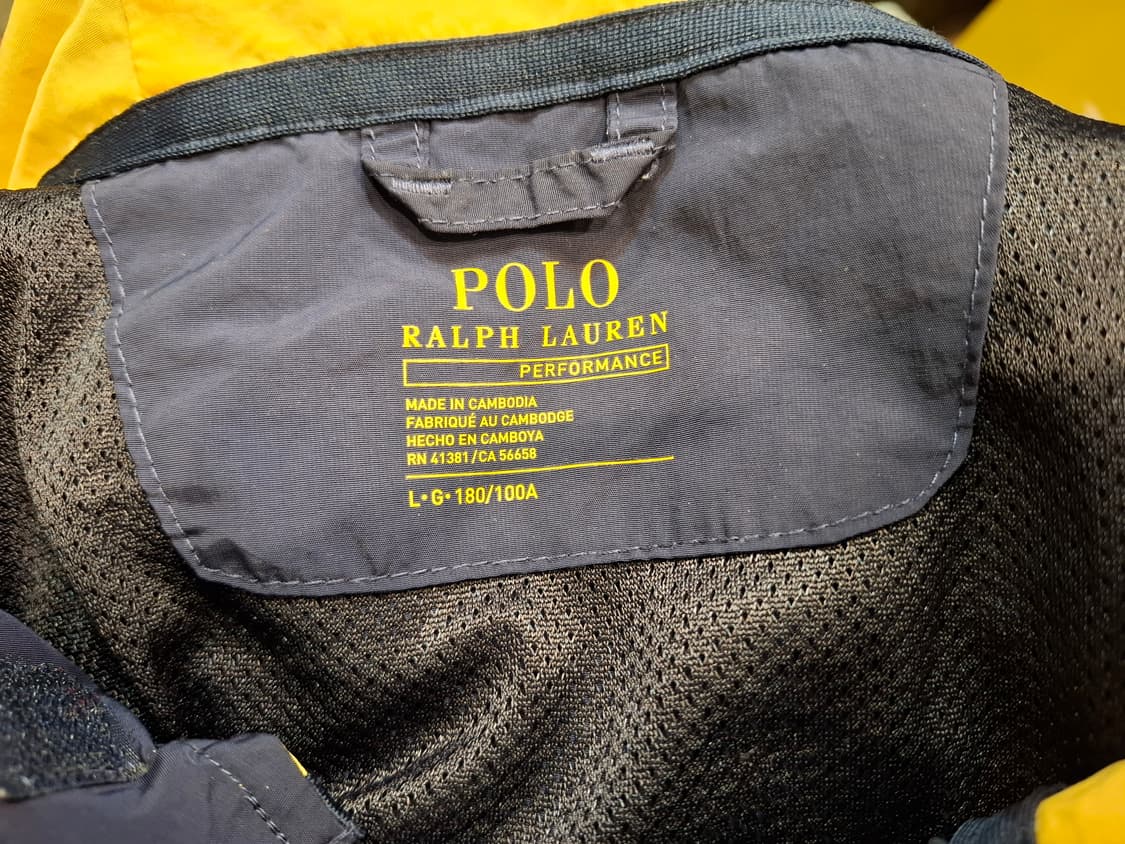 POLO
RALPH LAUREN
PERFORMANCE
MADE IN CAMBODIA
FABRIQUÉ AU CAMBODGE
HECHO EN CAMBOYA
RN 41381/CA 56658
L•G•180/100A